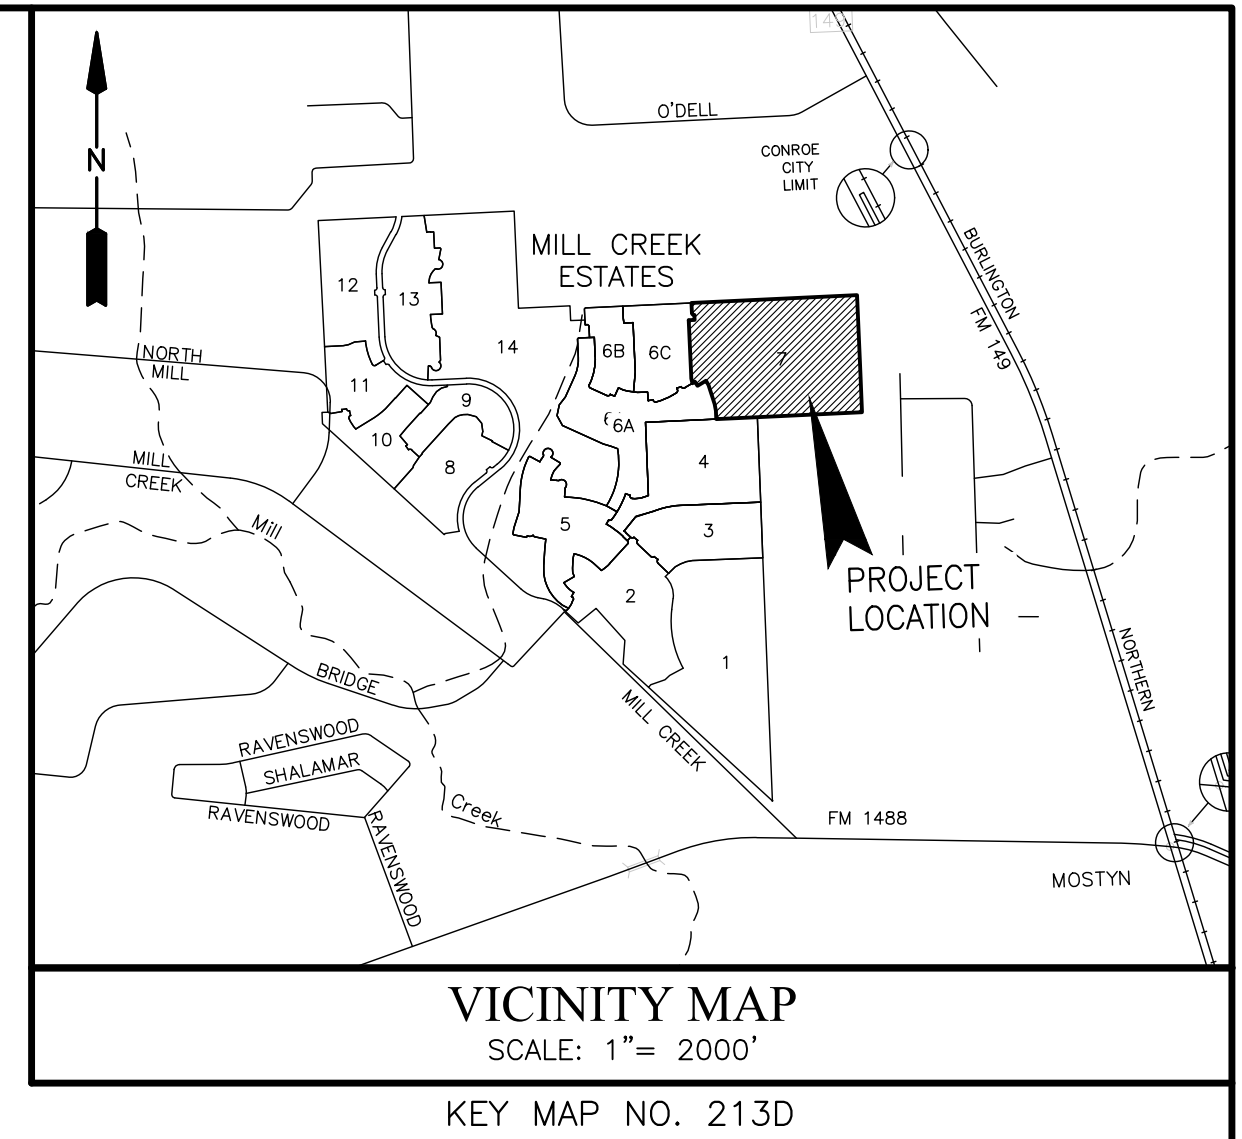 149
O'DELL
CONROE
CITY
LIMIT
N
MILL CREEK
ESTATES
BURLINGTON
FM 149
12
13
14
6B
6C
7
NORTH
MILL
11
9
6A
10
8
4
MILL
CREEK
Mill
5
3
PROJECT
LOCATION
2
1
NORTHERN
BRIDGE
MILL CREEK
RAVENSWOOD
SHALAMAR
RAVENSWOOD
RAVENSWOOD
Creek
FM 1488
MOSTYN
VICINITY MAP
SCALE: 1"= 2000'
KEY MAP NO. 213D